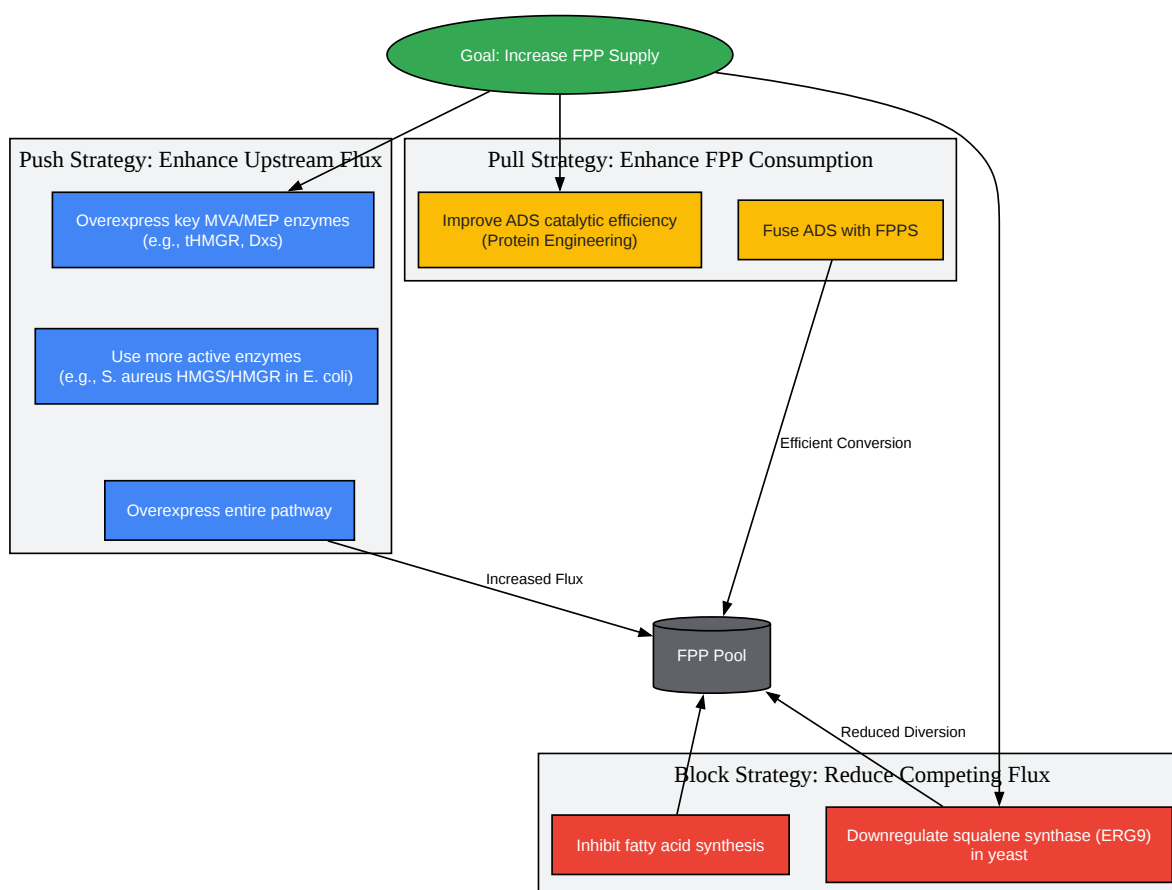 Goal: Increase FPP Supply
Push Strategy: Enhance Upstream Flux
Pull Strategy: Enhance FPP Consumption
Overexpress key MVA/MEP enzymes
(e.g., tHMGR, Dxs)
Improve ADS catalytic efficiency
(Protein Engineering)
Fuse ADS with FPPS
Use more active enzymes
(e.g., S. aureus HMGS/HMGR in E. coli)
Efficient Conversion
Overexpress entire pathway
Increased Flux
FPP Pool
Reduced Diversion
Block Strategy: Reduce Competing Flux
Inhibit fatty acid synthesis
Downregulate squalene synthase (ERG9)
in yeast